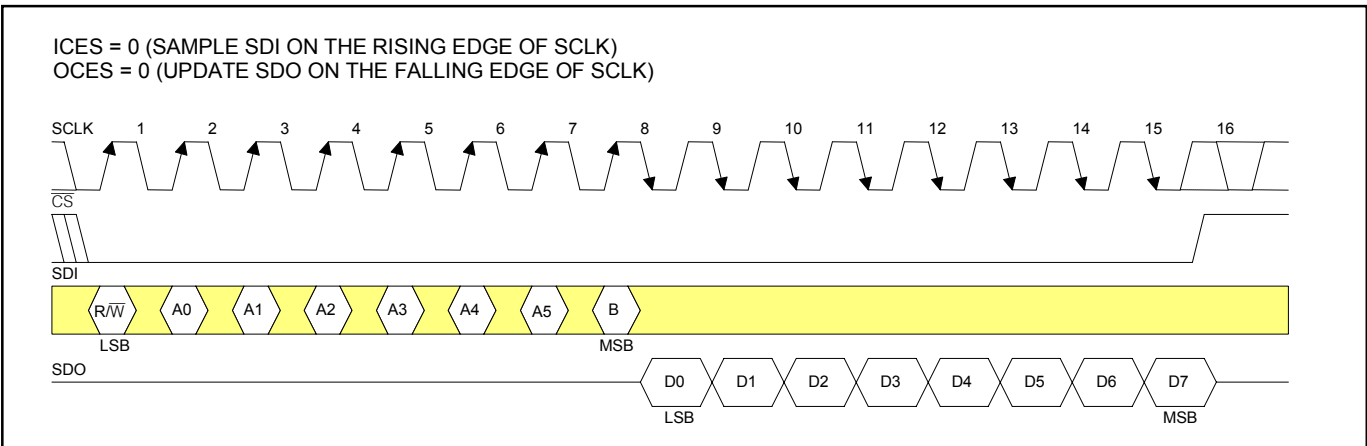 ICES = 0 (SAMPLE SDI ON THE RISING EDGE OF SCLK)
OCES = 0 (UPDATE SDO ON THE FALLING EDGE OF SCLK)
SCLK 1 2 3 4 5 6 7 8 9 10 11 12 13 14 15 16
C̅S̅
SDI
R/W̅ A0 A1 A2 A3 A4 A5 B
LSB MSB
SDO
D0 D1 D2 D3 D4 D5 D6 D7
LSB MSB